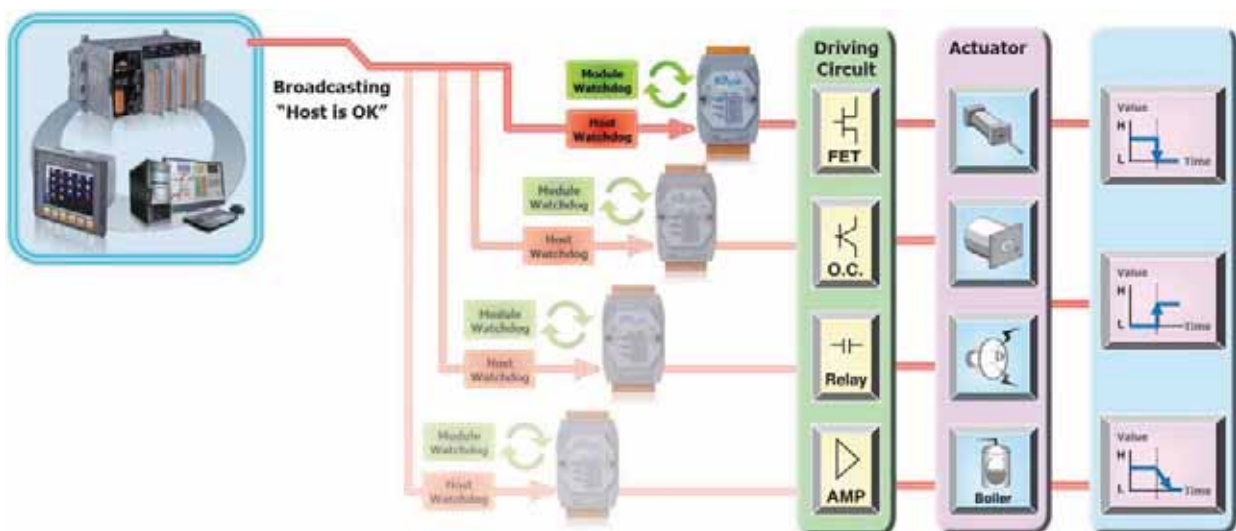 Broadcasting
"Host is OK"
Module
Watchdog
Host
Watchdog
Module
Watchdog
Host
Watchdog
Module
Watchdog
Host
Watchdog
Module
Watchdog
Host
Watchdog
Driving
Circuit
FET
O.C.
Relay
AMP
Actuator
Boiler
Value
H
L
Time
Value
H
L
Time
Value
H
L
Time